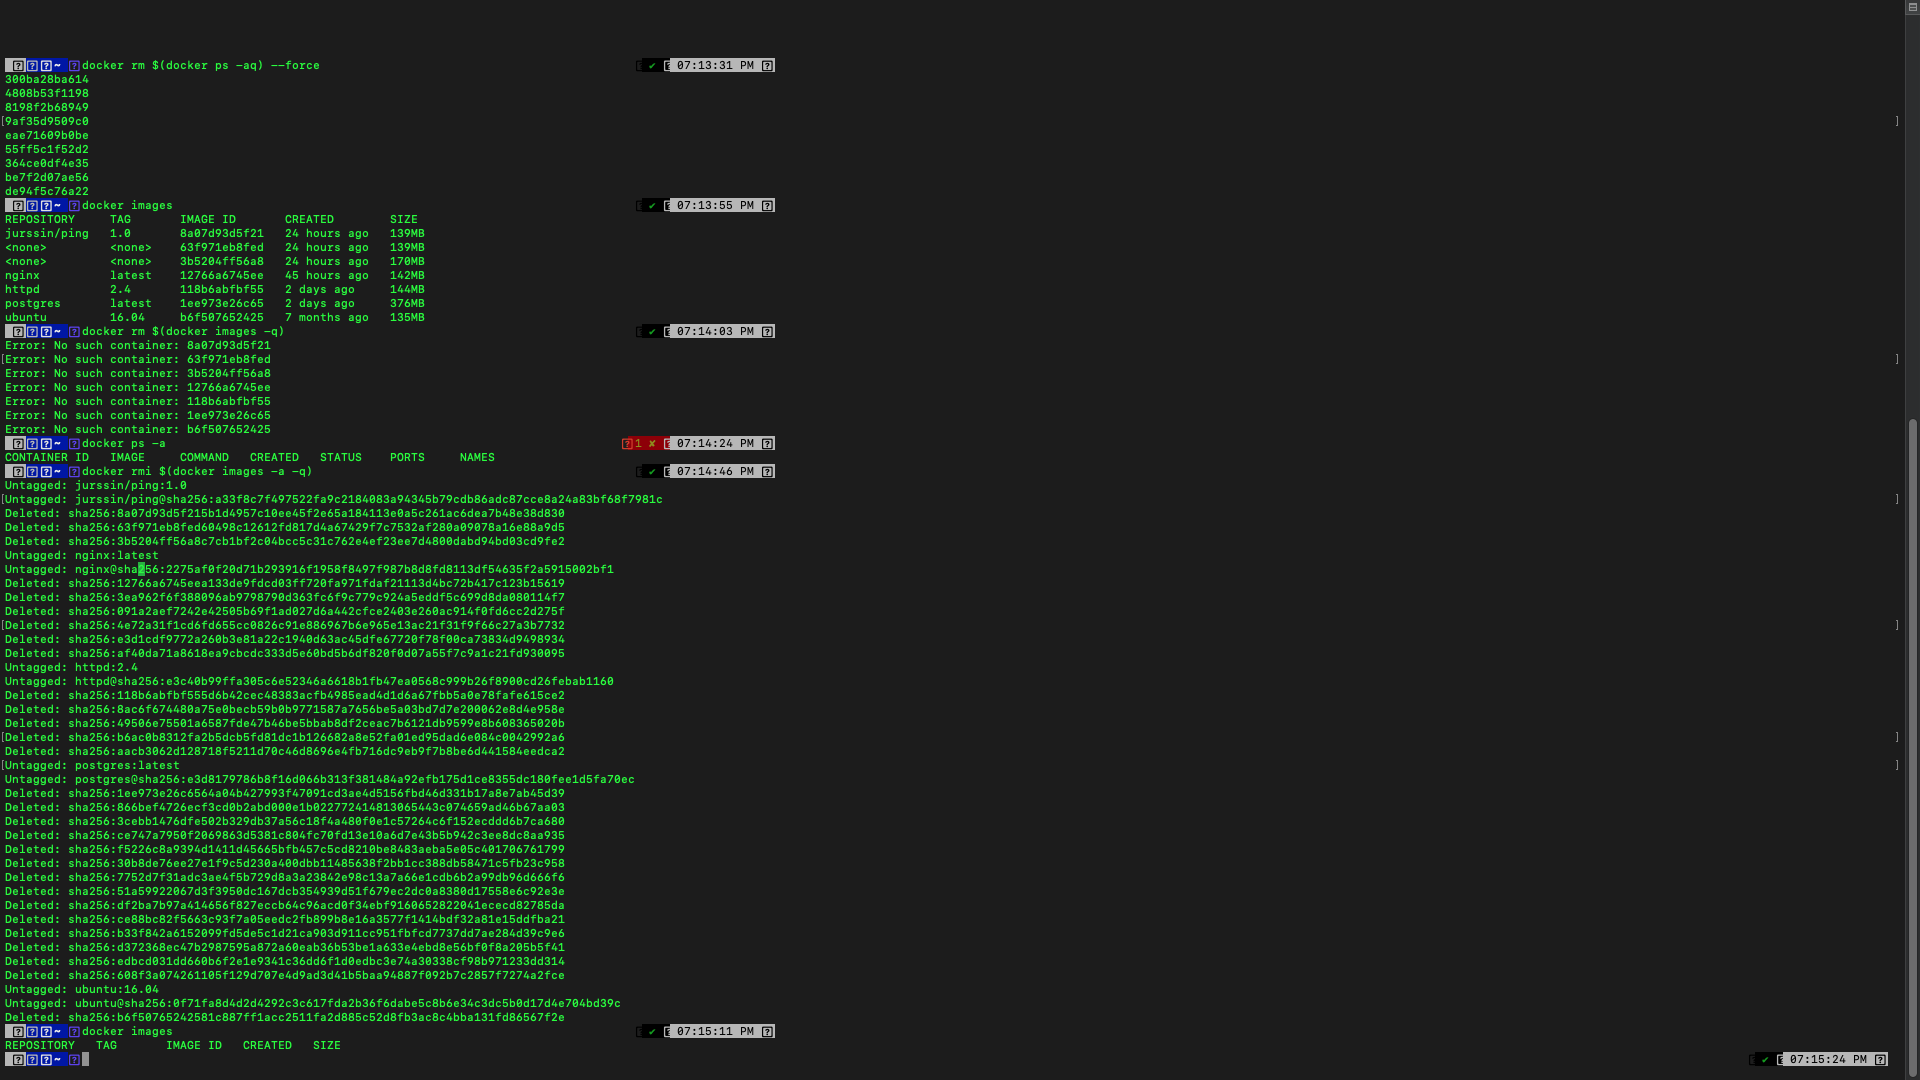 ~ docker rm $(docker ps -aq) --force ✔ 07:13:31 PM
300ba28ba614
4808b53f1198
8198f2b68949
9af35d9509c0
eae71609b0be
55ff5c1f52d2
364ce0df4e35
be7f2d07ae56
de94f5c76a22
~ docker images ✔ 07:13:55 PM
REPOSITORY TAG IMAGE ID CREATED SIZE
jurssin/ping 1.0 8a07d93d5f21 24 hours ago 139MB
<none> <none> 63f971eb8fed 24 hours ago 139MB
<none> <none> 3b5204ff56a8 24 hours ago 170MB
nginx latest 12766a6745ee 45 hours ago 142MB
httpd 2.4 118b6abfbf55 2 days ago 144MB
postgres latest 1ee973e26c65 2 days ago 376MB
ubuntu 16.04 b6f507652425 7 months ago 135MB
~ docker rm $(docker images -q) ✔ 07:14:03 PM
Error: No such container: 8a07d93d5f21
Error: No such container: 63f971eb8fed
Error: No such container: 3b5204ff56a8
Error: No such container: 12766a6745ee
Error: No such container: 118b6abfbf55
Error: No such container: 1ee973e26c65
Error: No such container: b6f507652425
~ docker ps -a 1 ✘ 07:14:24 PM
CONTAINER ID IMAGE COMMAND CREATED STATUS PORTS NAMES
~ docker rmi $(docker images -a -q) ✔ 07:14:46 PM
Untagged: jurssin/ping:1.0
Untagged: jurssin/ping@sha256:a33f8c7f497522fa9c2184083a94345b79cdb86adc87cce8a24a83bf68f7981c
Deleted: sha256:8a07d93d5f215b1d4957c10ee45f2e65a184113e0a5c261ac6dea7b48e38d830
Deleted: sha256:63f971eb8fed60498c12612fd817d4a67429f7c7532af280a09078a16e88a9d5
Deleted: sha256:3b5204ff56a8c7cb1bf2c04bcc5c31c762e4ef23ee7d4800dabd94bd03cd9fe2
Untagged: nginx:latest
Untagged: nginx@sha256:2275af0f20d71b293916f1958f8497f987b8d8fd8113df54635f2a5915002bf1
Deleted: sha256:12766a6745eea133de9fdcd03ff720fa971fdaf21113d4bc72b417c123b15619
Deleted: sha256:3ea962f6f388096ab9798790d363fc6f9c779c924a5eddf5c699d8da080114f7
Deleted: sha256:091a2aef7242e42505b69f1ad027d6a442cfce2403e260ac914f0fd6cc2d275f
Deleted: sha256:4e72a31f1cd6fd655cc0826c91e886967b6e965e13ac21f31f9f66c27a3b7732
Deleted: sha256:e3d1cdf9772a260b3e81a22c1940d63ac45dfe67720f78f00ca73834d9498934
Deleted: sha256:af40da71a8618ea9cbcdc333d5e60bd5b6df820f0d07a55f7c9a1c21fd930095
Untagged: httpd:2.4
Untagged: httpd@sha256:e3c40b99ffa305c6e52346a6618b1fb47ea0568c999b26f8900cd26febab1160
Deleted: sha256:118b6abfbf555d6b42cec48383acfb4985ead4d1d6a67fbb5a0e78fafe615ce2
Deleted: sha256:8ac6f674480a75e0becb59b0b9771587a7656be5a03bd7d7e200062e8d4e958e
Deleted: sha256:49506e75501a6587fde47b46be5bbab8df2ceac7b6121db9599e8b608365020b
Deleted: sha256:b6ac0b8312fa2b5dcb5fd81dc1b126682a8e52fa01ed95dad6e084c0042992a6
Deleted: sha256:aacb3062d128718f5211d70c46d8696e4fb716dc9eb9f7b8be6d441584eedca2
Untagged: postgres:latest
Untagged: postgres@sha256:e3d8179786b8f16d066b313f381484a92efb175d1ce8355dc180fee1d5fa70ec
Deleted: sha256:1ee973e26c6564a04b427993f47091cd3ae4d5156fbd46d331b17a8e7ab45d39
Deleted: sha256:866bef4726ecf3cd0b2abd000e1b022772414813065443c074659ad46b67aa03
Deleted: sha256:3cebb1476dfe502b329db37a56c18f4a480f0e1c57264c6f152ecddd6b7ca680
Deleted: sha256:ce747a7950f2069863d5381c804fc70fd13e10a6d7e43b5b942c3ee8dc8aa935
Deleted: sha256:f5226c8a9394d1411d45665bfb457c5cd8210be8483aeba5e05c401706761799
Deleted: sha256:30b8de76ee27e1f9c5d230a400dbb11485638f2bb1cc388db58471c5fb23c958
Deleted: sha256:7752d7f31adc3ae4f5b729d8a3a23842e98c13a7a66e1cdb6b2a99db96d666f6
Deleted: sha256:51a59922067d3f3950dc167dcb354939d51f679ec2dc0a8380d17558e6c92e3e
Deleted: sha256:df2ba7b97a414656f827eccb64c96acd0f34ebf9160652822041ececd82785da
Deleted: sha256:ce88bc82f5663c93f7a05eedc2fb899b8e16a3577f1414bdf32a81e15ddfba21
Deleted: sha256:b33f842a6152099fd5de5c1d21ca903d911cc951fbfcd7737dd7ae284d39c9e6
Deleted: sha256:d372368ec47b2987595a872a60eab36b53be1a633e4ebd8e56bf0f8a205b5f41
Deleted: sha256:edbcd031dd660b6f2e1e9341c36dd6f1d0edbc3e74a30338cf98b971233dd314
Deleted: sha256:608f3a074261105f129d707e4d9ad3d41b5baa94887f092b7c2857f7274a2fce
Untagged: ubuntu:16.04
Untagged: ubuntu@sha256:0f71fa8d4d2d4292c3c617fda2b36f6dabe5c8b6e34c3dc5b0d17d4e704bd39c
Deleted: sha256:b6f50765242581c887ff1acc2511fa2d885c52d8fb3ac8c4bba131fd86567f2e
~ docker images ✔ 07:15:11 PM
REPOSITORY TAG IMAGE ID CREATED SIZE
~ ✔ 07:15:24 PM